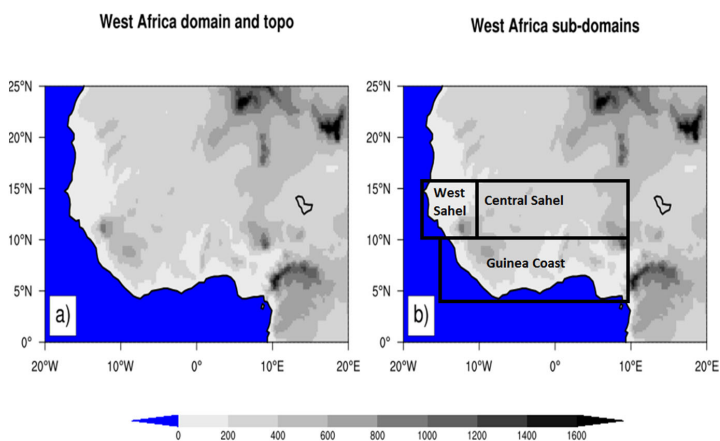 West Africa domain and topo
West Africa sub-domains
25°N
20°N
15°N
10°N
5°N
0°
20°W
10°W
0°
10°E
20°E
a)
25°N
20°N
15°N
10°N
5°N
0°
20°W
10°W
0°
10°E
20°E
b)
West
Sahel
Central Sahel
Guinea Coast
0 200 400 600 800 1000 1200 1400 1600